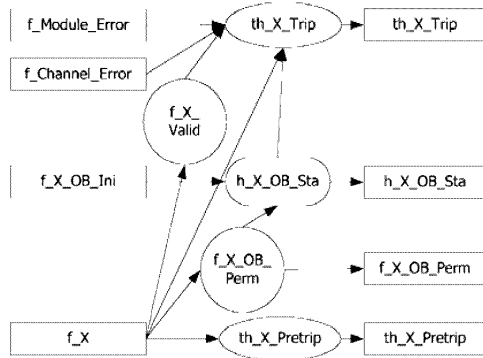 f_Module_Error
th_X_Trip
th_X_Trip
f_Channel_Error
f_X_
Valid
f_X_OB_Ini
h_X_OB_Sta
h_X_OB_Sta
f_X_OB_
Perm
f_X_OB_Perm
f_X
th_X_Pretrip
th_X_Pretrip